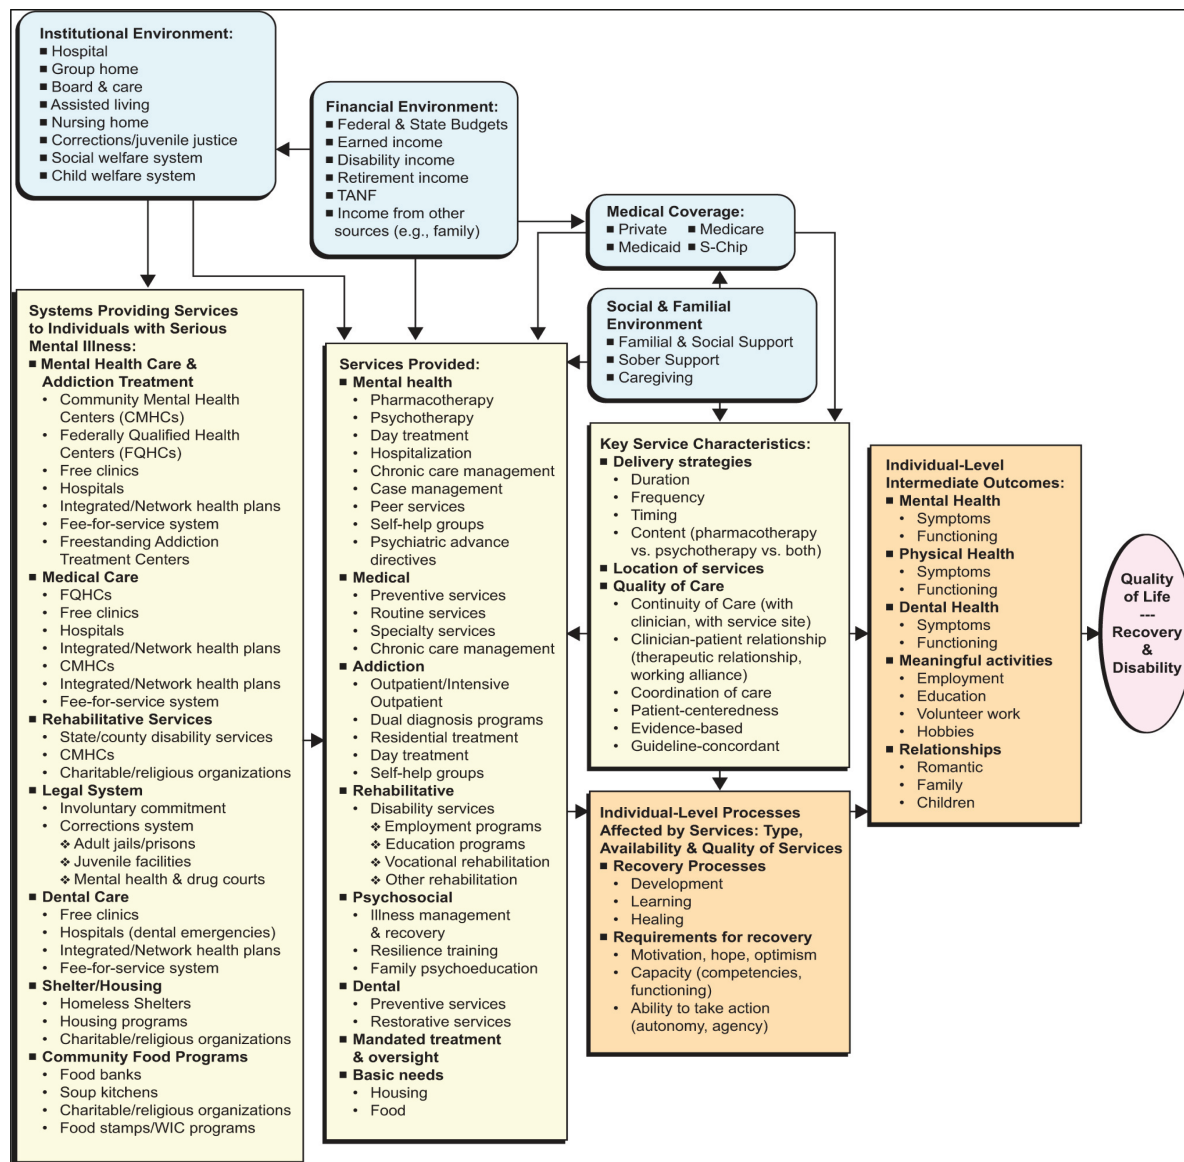 Institutional Environment:
■ Hospital
■ Group home
■ Board & care
■ Assisted living
■ Nursing home
■ Corrections/juvenile justice
■ Social welfare system
■ Child welfare system
Financial Environment:
■ Federal & State Budgets
■ Earned income
■ Disability income
■ Retirement income
■ TANF
■ Income from other
sources (e.g., family)
Medical Coverage:
■ Private ■ Medicare
■ Medicaid ■ S-Chip
Social & Familial
Environment
■ Familial & Social Support
■ Sober Support
■ Caregiving
Systems Providing Services
to Individuals with Serious
Mental Illness:
■ Mental Health Care &
Addiction Treatment
• Community Mental Health
Centers (CMHCs)
• Federally Qualified Health
Centers (FQHCs)
• Free clinics
• Hospitals
• Integrated/Network health plans
• Fee-for-service system
• Freestanding Addiction
Treatment Centers
■ Medical Care
• FQHCs
• Free clinics
• Hospitals
• Integrated/Network health plans
• CMHCs
• Integrated/Network health plans
• Fee-for-service system
■ Rehabilitative Services
• State/county disability services
• CMHCs
• Charitable/religious organizations
■ Legal System
• Involuntary commitment
• Corrections system
❖ Adult jails/prisons
❖ Juvenile facilities
❖ Mental health & drug courts
■ Dental Care
• Free clinics
• Hospitals (dental emergencies)
• Integrated/Network health plans
• Fee-for-service system
■ Shelter/Housing
• Homeless Shelters
• Housing programs
• Charitable/religious organizations
■ Community Food Programs
• Food banks
• Soup kitchens
• Charitable/religious organizations
• Food stamps/WIC programs
Services Provided:
■ Mental health
• Pharmacotherapy
• Psychotherapy
• Day treatment
• Hospitalization
• Chronic care management
• Case management
• Peer services
• Self-help groups
• Psychiatric advance
directives
■ Medical
• Preventive services
• Routine services
• Specialty services
• Chronic care management
■ Addiction
• Outpatient/Intensive
Outpatient
• Dual diagnosis programs
• Residential treatment
• Day treatment
• Self-help groups
■ Rehabilitative
• Disability services
❖ Employment programs
❖ Education programs
❖ Vocational rehabilitation
❖ Other rehabilitation
■ Psychosocial
• Illness management
& recovery
• Resilience training
• Family psychoeducation
■ Dental
• Preventive services
• Restorative services
■ Mandated treatment
& oversight
■ Basic needs
• Housing
• Food
Key Service Characteristics:
■ Delivery strategies
• Duration
• Frequency
• Timing
• Content (pharmacotherapy
vs. psychotherapy vs. both)
■ Location of services
■ Quality of Care
• Continuity of Care (with
clinician, with service site)
• Clinician-patient relationship
(therapeutic relationship,
working alliance)
• Coordination of care
• Patient-centeredness
• Evidence-based
• Guideline-concordant
Individual-Level Processes
Affected by Services: Type,
Availability & Quality of Services
■ Recovery Processes
• Development
• Learning
• Healing
■ Requirements for recovery
• Motivation, hope, optimism
• Capacity (competencies,
functioning)
• Ability to take action
(autonomy, agency)
Individual-Level
Intermediate Outcomes:
■ Mental Health
• Symptoms
• Functioning
■ Physical Health
• Symptoms
• Functioning
■ Dental Health
• Symptoms
• Functioning
■ Meaningful activities
• Employment
• Education
• Volunteer work
• Hobbies
■ Relationships
• Romantic
• Family
• Children
Quality
of Life
---
Recovery
&
Disability